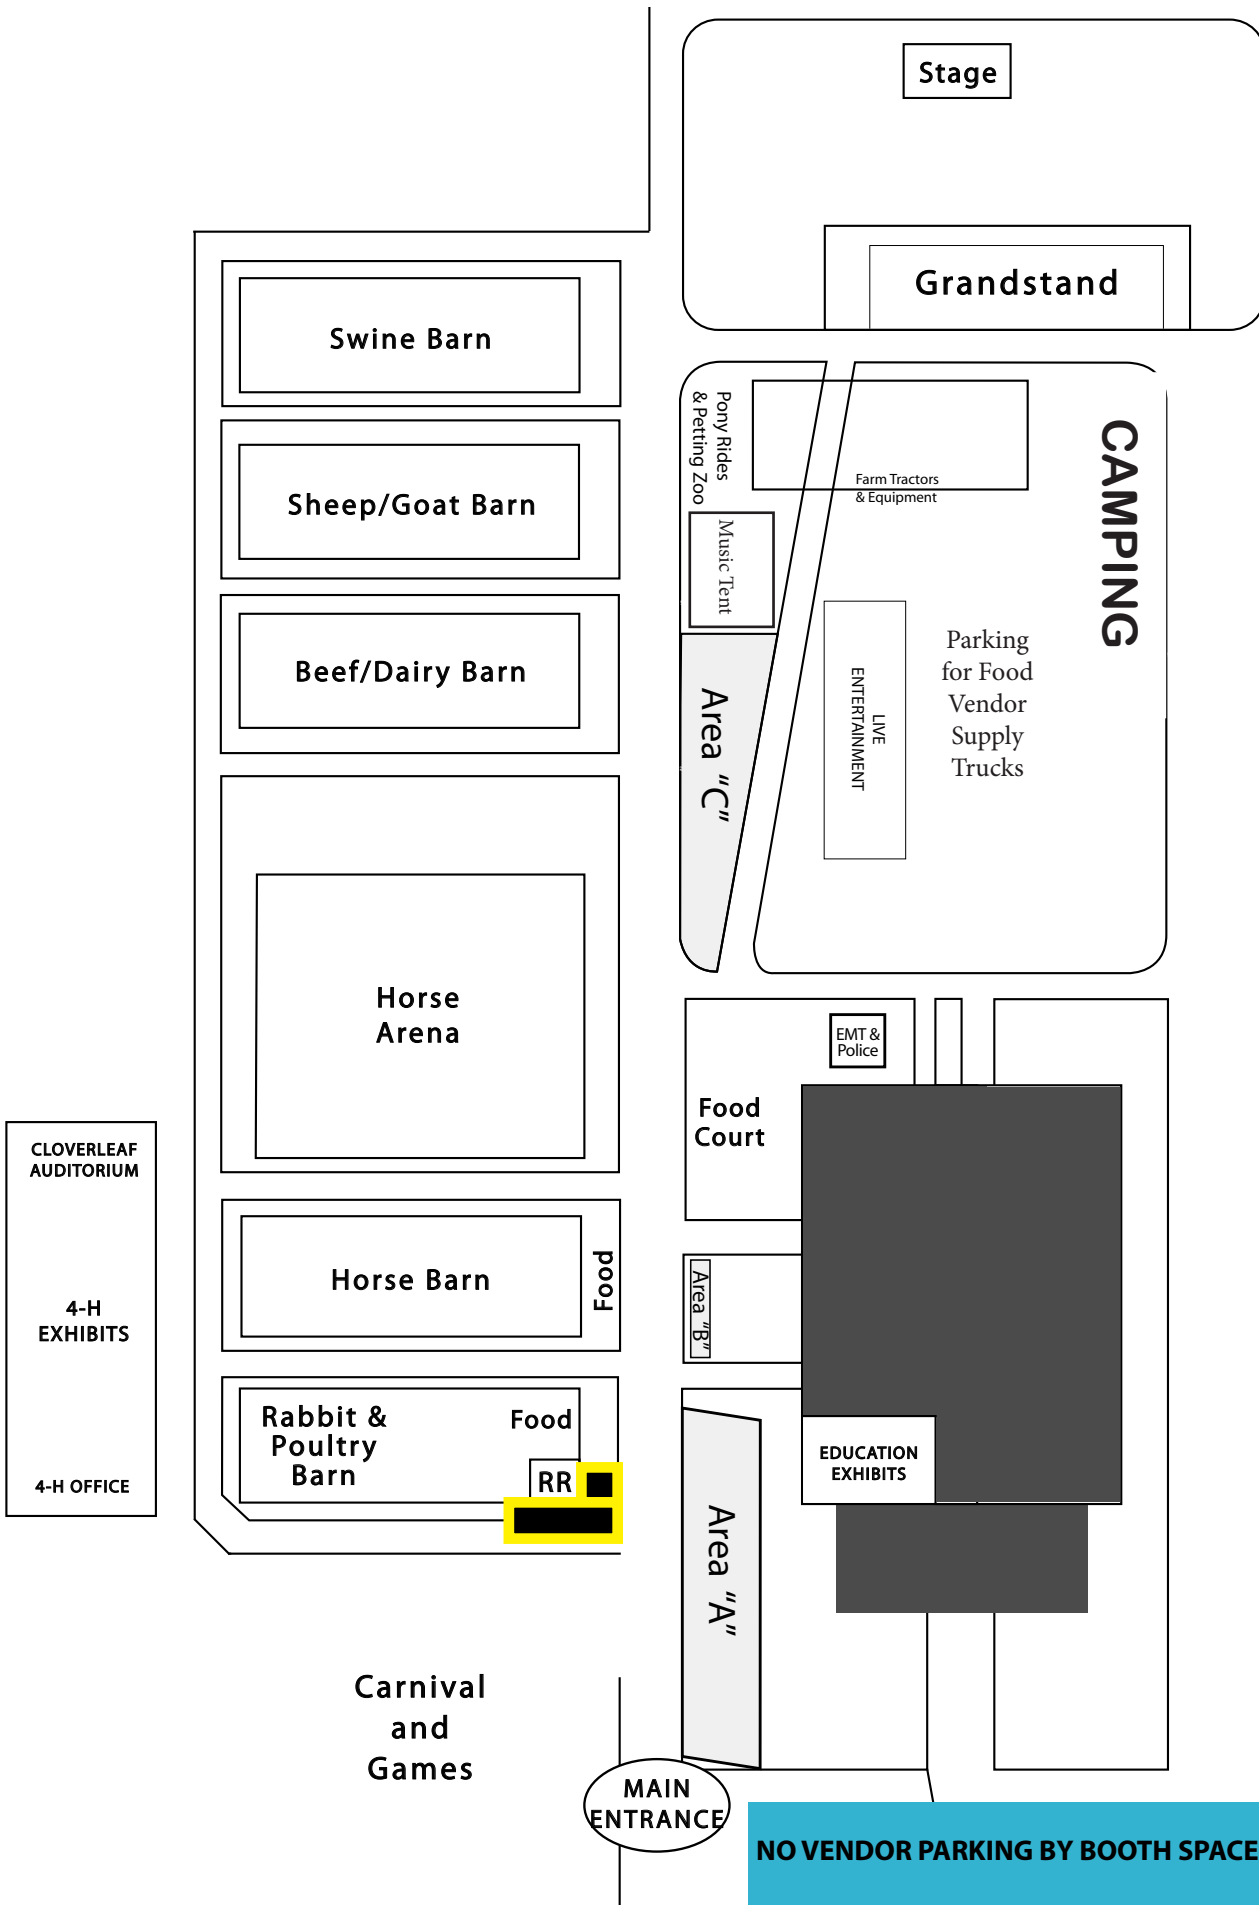 Stage
Grandstand
Swine Barn
Sheep/Goat Barn
Beef/Dairy Barn
Horse
Arena
Horse Barn
Food
Rabbit &
Poultry
Barn
Food
RR
CLOVERLEAF
AUDITORIUM
4-H
EXHIBITS
4-H OFFICE
Carnival
and
Games
Pony Rides
& Petting Zoo
Music Tent
Farm Tractors
& Equipment
CAMPING
Area "C"
LIVE
ENTERTAINMENT
Parking
for Food
Vendor
Supply
Trucks
EMT &
Police
Food
Court
Area "B"
EDUCATION
EXHIBITS
Area "A"
MAIN
ENTRANCE
NO VENDOR PARKING BY BOOTH SPACE